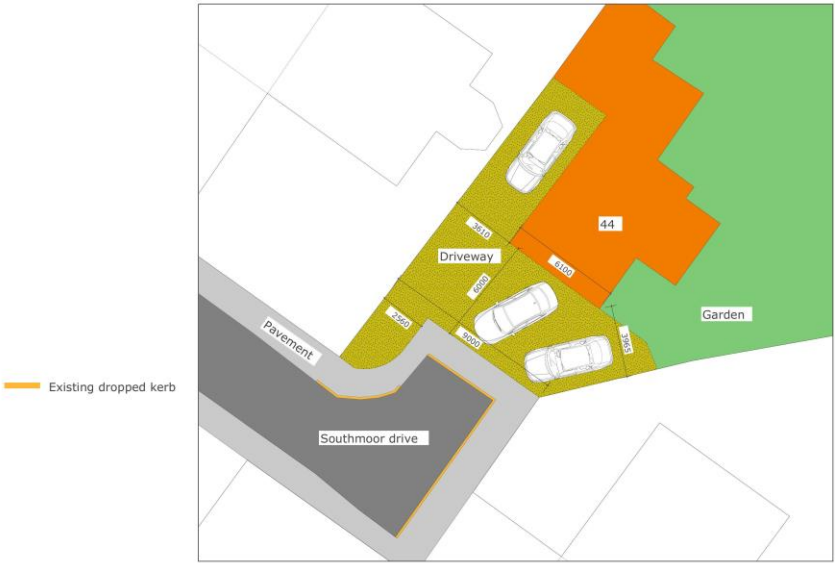 44
3610
Driveway
6100
6000
Garden
2560
Pavement
9000
3965
Existing dropped kerb
Southmoor drive